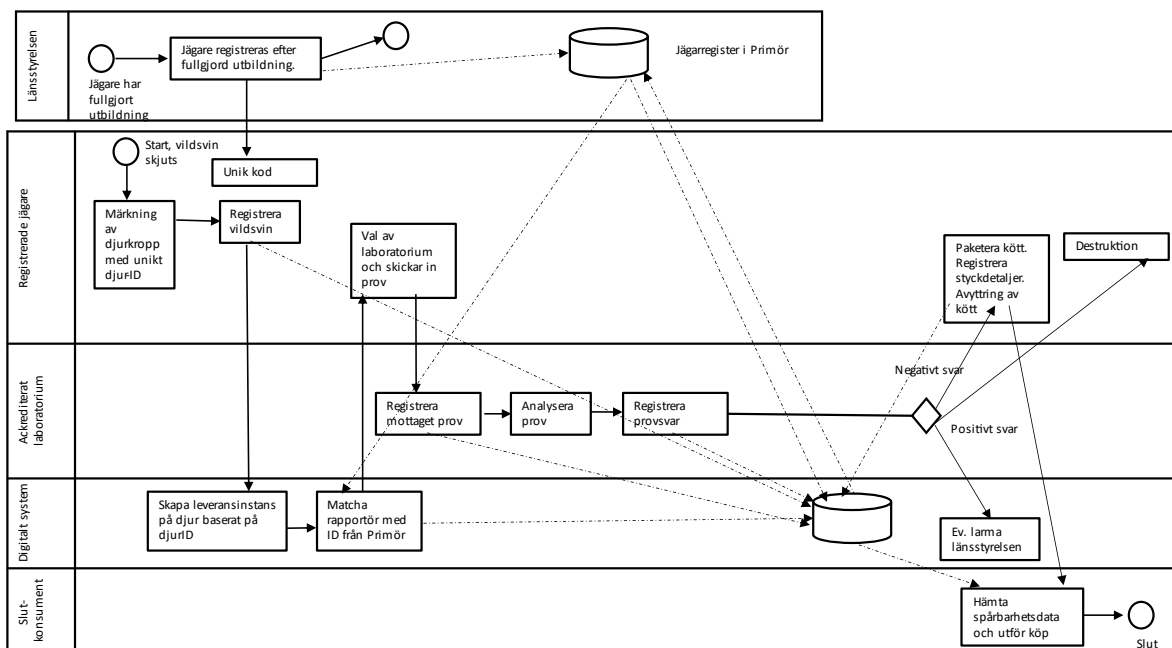 Länsstyrelsen
Jägare registreras efter
fullgjord utbildning.
Jägarregister i Primör
Jägare har
fullgjort
utbildning
Registrerade jägare
Start, vildsvin
skjuts
Unik kod
Märkning
av
djurkropp
med unikt
djurID
Registrera
vildsvin
Val av
laboratorium
och skickar in
prov
Paketera kött.
Registrera
styckdetaljer.
Avyttring av
kött
Destruktion
Ackrediterat
laboratorium
Negativt svar
Registrera
mottaget prov
Analysera
prov
Registrera
provsvar
Positivt svar
Digitalt system
Skapa leveransinstans
på djur baserat på
djurID
Matcha
rapportör med
ID från Primör
Ev. larma
länsstyrelsen
Slut-
konsument
Hämta
spårbarhetsdata
och utför köp
Slut